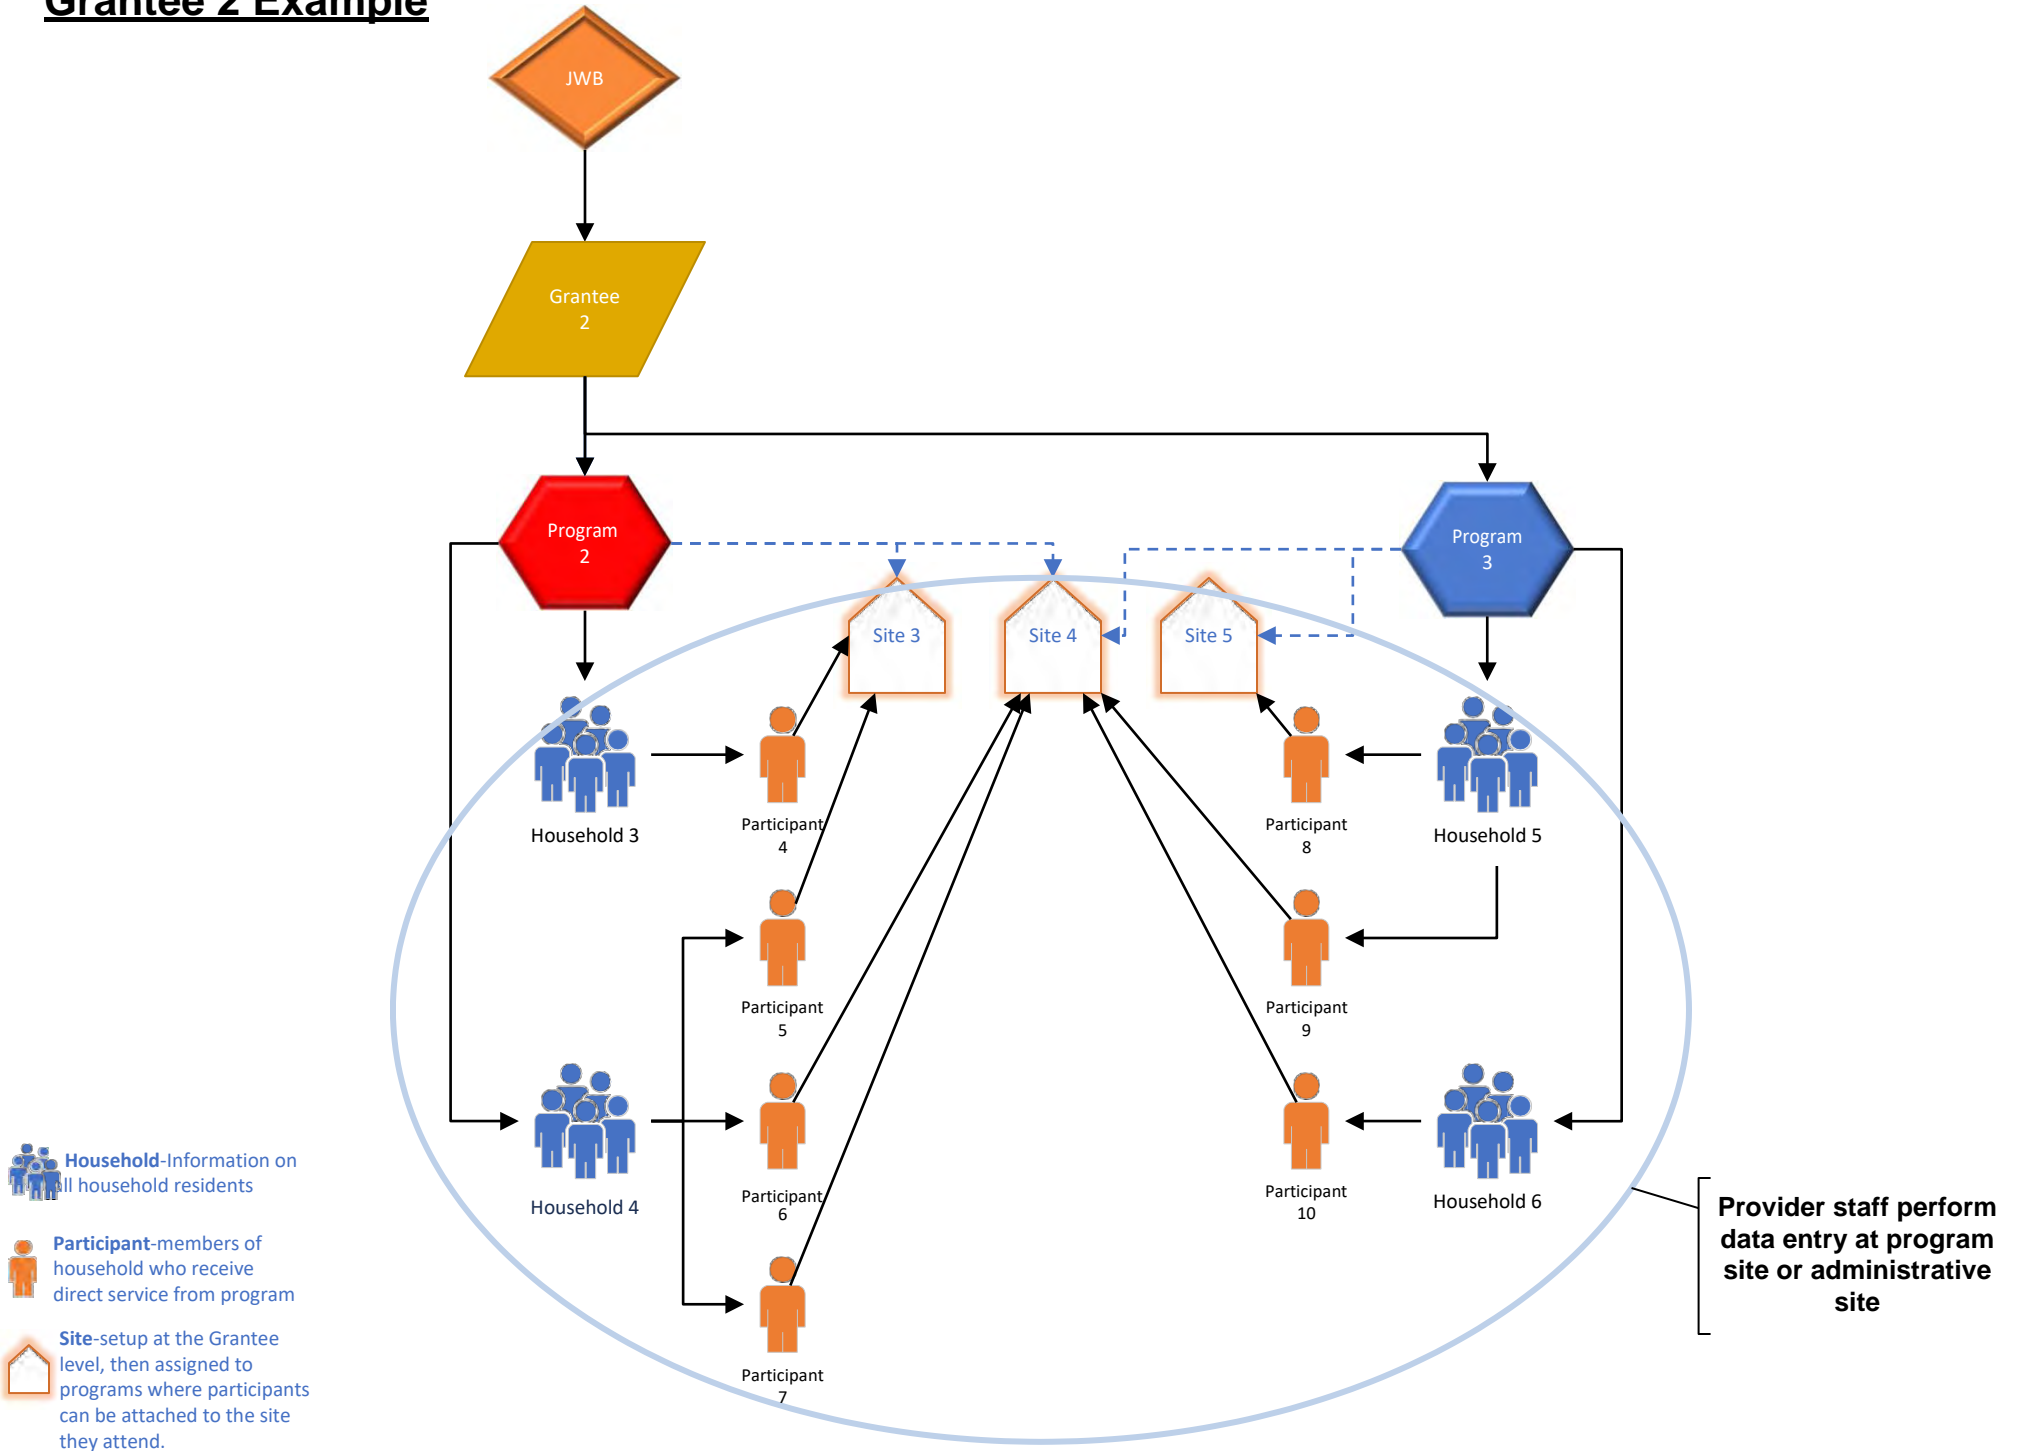 Grantee 2 Example
JWB
Grantee
2
Program
2
Program
3
Site 3
Site 4
Site 5
Household 3
Participant
4
Participant
8
Household 5
Participant
5
Participant
9
Household 4
Participant
6
Participant
10
Household 6
Participant
7
Household-Information on
ll household residents
Participant-members of
household who receive
direct service from program
Site-setup at the Grantee
level, then assigned to
programs where participants
can be attached to the site
they attend.
Provider staff perform
data entry at program
site or administrative
site